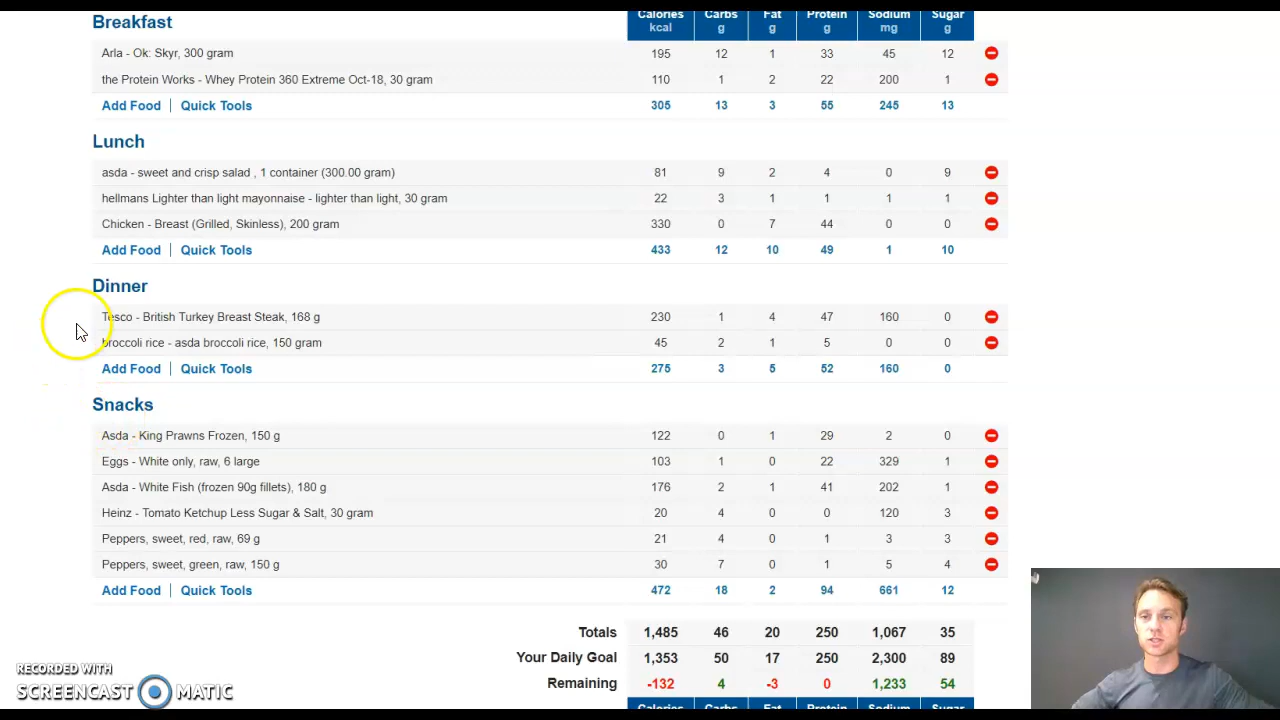 Breakfast Calories Carbs Fat Protein Sodium Sugar
kcal g g g mg g
Arla - Ok: Skyr, 300 gram 195 12 1 33 45 12
the Protein Works - Whey Protein 360 Extreme Oct-18, 30 gram 110 1 2 22 200 1
Add Food | Quick Tools 305 13 3 55 245 13
Lunch
asda - sweet and crisp salad , 1 container (300.00 gram) 81 9 2 4 0 9
hellmans Lighter than light mayonnaise - lighter than light, 30 gram 22 3 1 1 1 1
Chicken - Breast (Grilled, Skinless), 200 gram 330 0 7 44 0 0
Add Food | Quick Tools 433 12 10 49 1 10
Dinner
Tesco - British Turkey Breast Steak, 168 g 230 1 4 47 160 0
broccoli rice - asda broccoli rice, 150 gram 45 2 1 5 0 0
Add Food | Quick Tools 275 3 5 52 160 0
Snacks
Asda - King Prawns Frozen, 150 g 122 0 1 29 2 0
Eggs - White only, raw, 6 large 103 1 0 22 329 1
Asda - White Fish (frozen 90g fillets), 180 g 176 2 1 41 202 1
Heinz - Tomato Ketchup Less Sugar & Salt, 30 gram 20 4 0 0 120 3
Peppers, sweet, red, raw, 69 g 21 4 0 1 3 3
Peppers, sweet, green, raw, 150 g 30 7 0 1 5 4
Add Food | Quick Tools 472 18 2 94 661 12
Totals 1,485 46 20 250 1,067 35
Your Daily Goal 1,353 50 17 250 2,300 89
Remaining -132 4 -3 0 1,233 54
Calories Carbs Fat Protein Sodium Sugar
RECORDED WITH
SCREENCAST MATIC